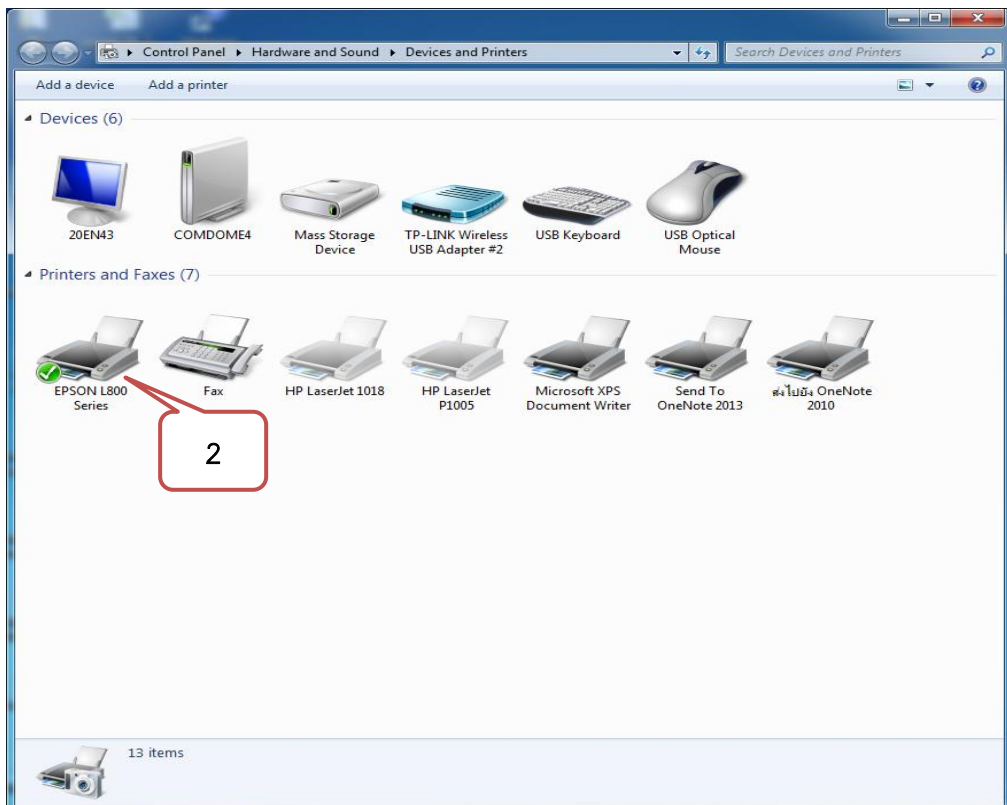 Control Panel ▸ Hardware and Sound ▸ Devices and Printers
Search Devices and Printers
Add a device Add a printer
Devices (6)
20EN43
COMDOME4
Mass Storage
Device
TP-LINK Wireless
USB Adapter #2
USB Keyboard
USB Optical
Mouse
Printers and Faxes (7)
EPSON L800
Series
Fax
HP LaserJet 1018
HP LaserJet
P1005
Microsoft XPS
Document Writer
Send To
OneNote 2013
ส่งไปยัง OneNote
2010
2
13 items